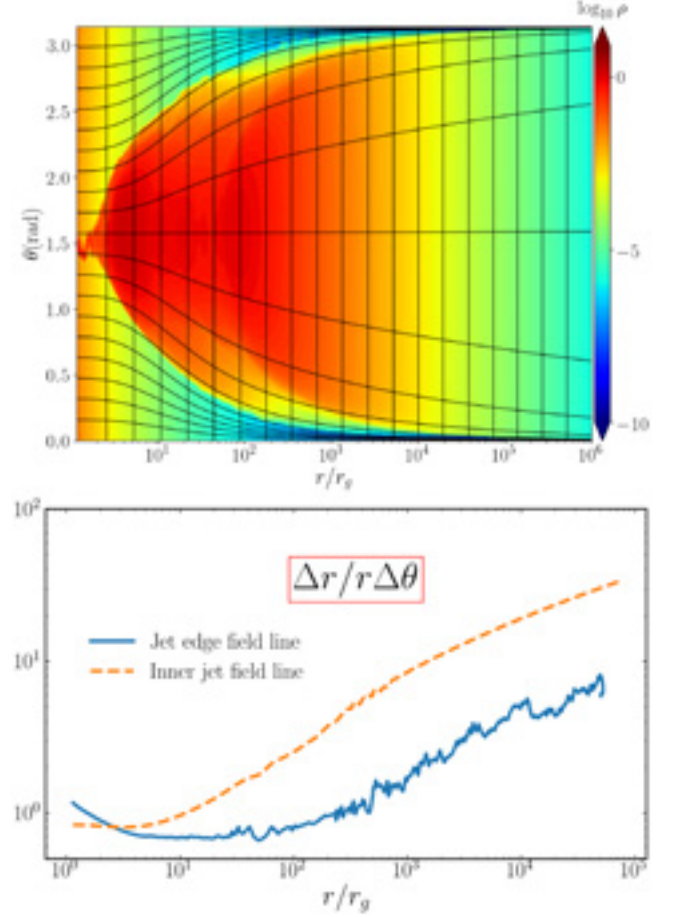 log₁₀ ρ
3.0
2.5
2.0
1.5
1.0
0.5
0.0
θ(rad)
0
−5
−10
10¹ 10² 10³ 10⁴ 10⁵ 10⁶
r/r_g
10²
10¹
10⁰
Δr/rΔθ
Jet edge field line
Inner jet field line
10⁰ 10¹ 10² 10³ 10⁴ 10⁵
r/r_g